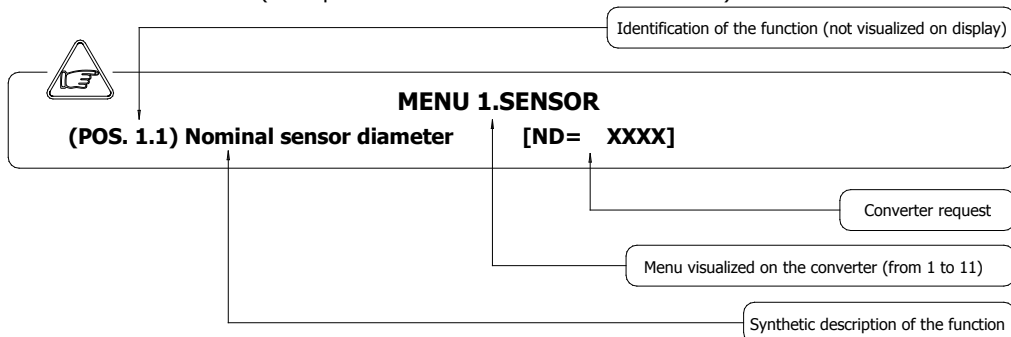 Identification of the function (not visualized on display)
MENU 1.SENSOR
(POS. 1.1) Nominal sensor diameter [ND= XXXX]
Converter request
Menu visualized on the converter (from 1 to 11)
Synthetic description of the function